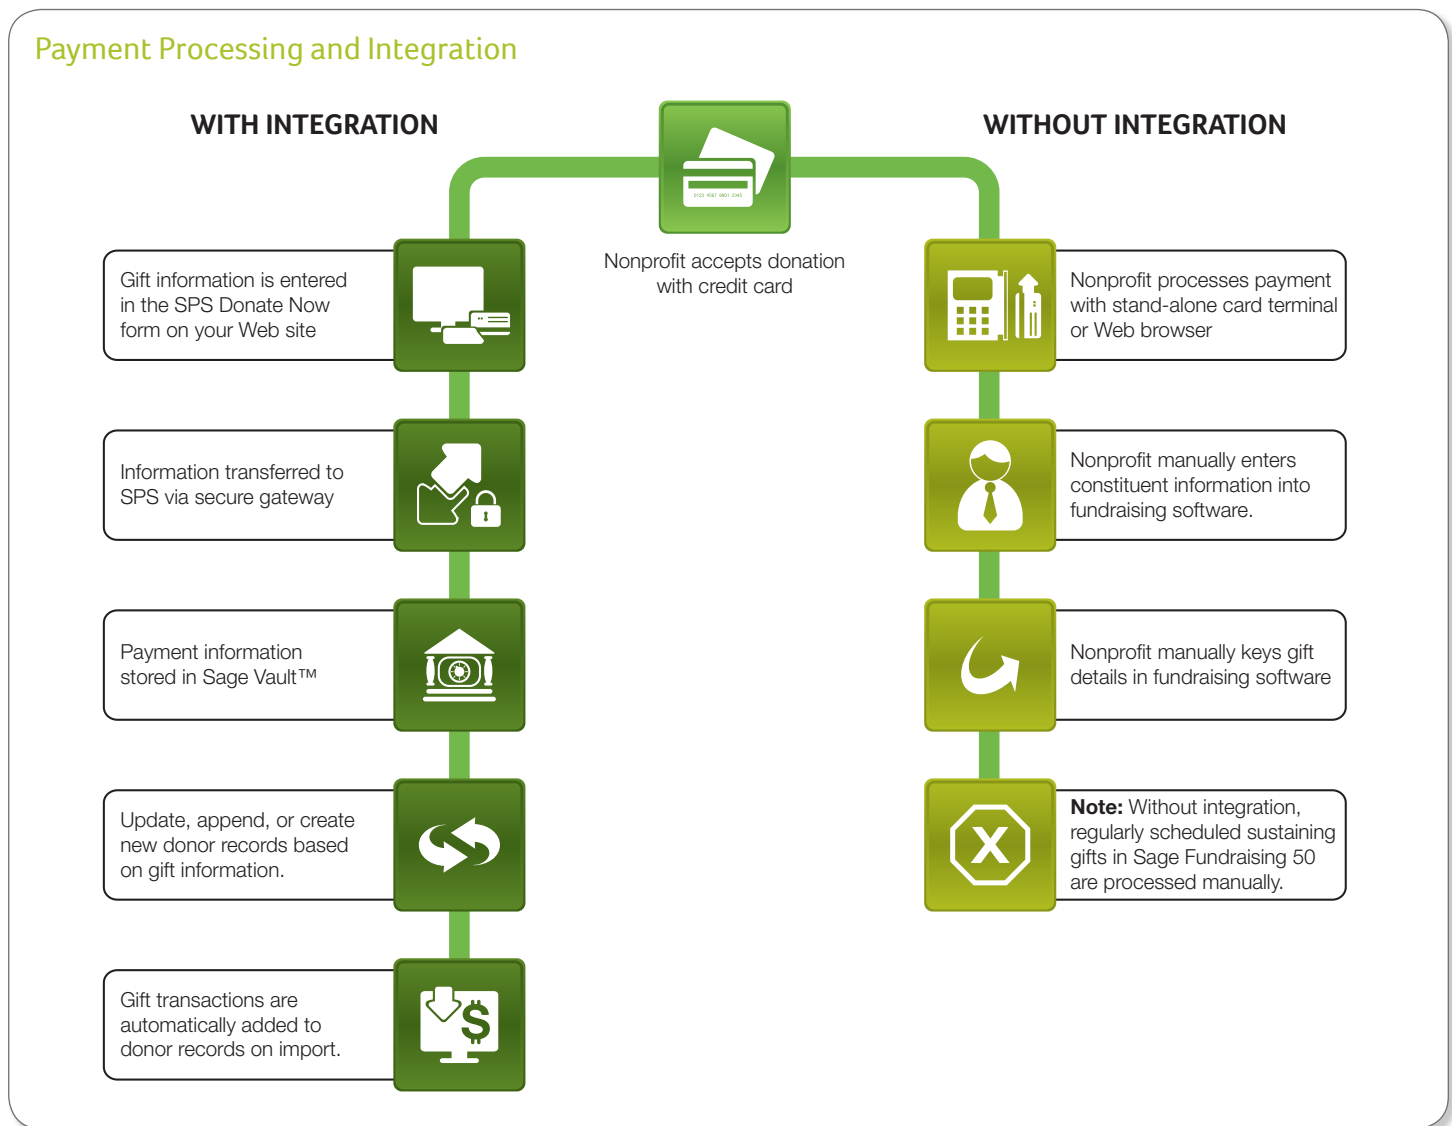 Payment Processing and Integration
WITH INTEGRATION
WITHOUT INTEGRATION
0123 4567 8901 2345
Nonprofit accepts donation
with credit card
Gift information is entered
in the SPS Donate Now
form on your Web site
Information transferred to
SPS via secure gateway
Payment information
stored in Sage Vault™
Update, append, or create
new donor records based
on gift information.
Gift transactions are
automatically added to
donor records on import.
$
Nonprofit processes payment
with stand-alone card terminal
or Web browser
Nonprofit manually enters
constituent information into
fundraising software.
Nonprofit manually keys gift
details in fundraising software
X
Note: Without integration,
regularly scheduled sustaining
gifts in Sage Fundraising 50
are processed manually.